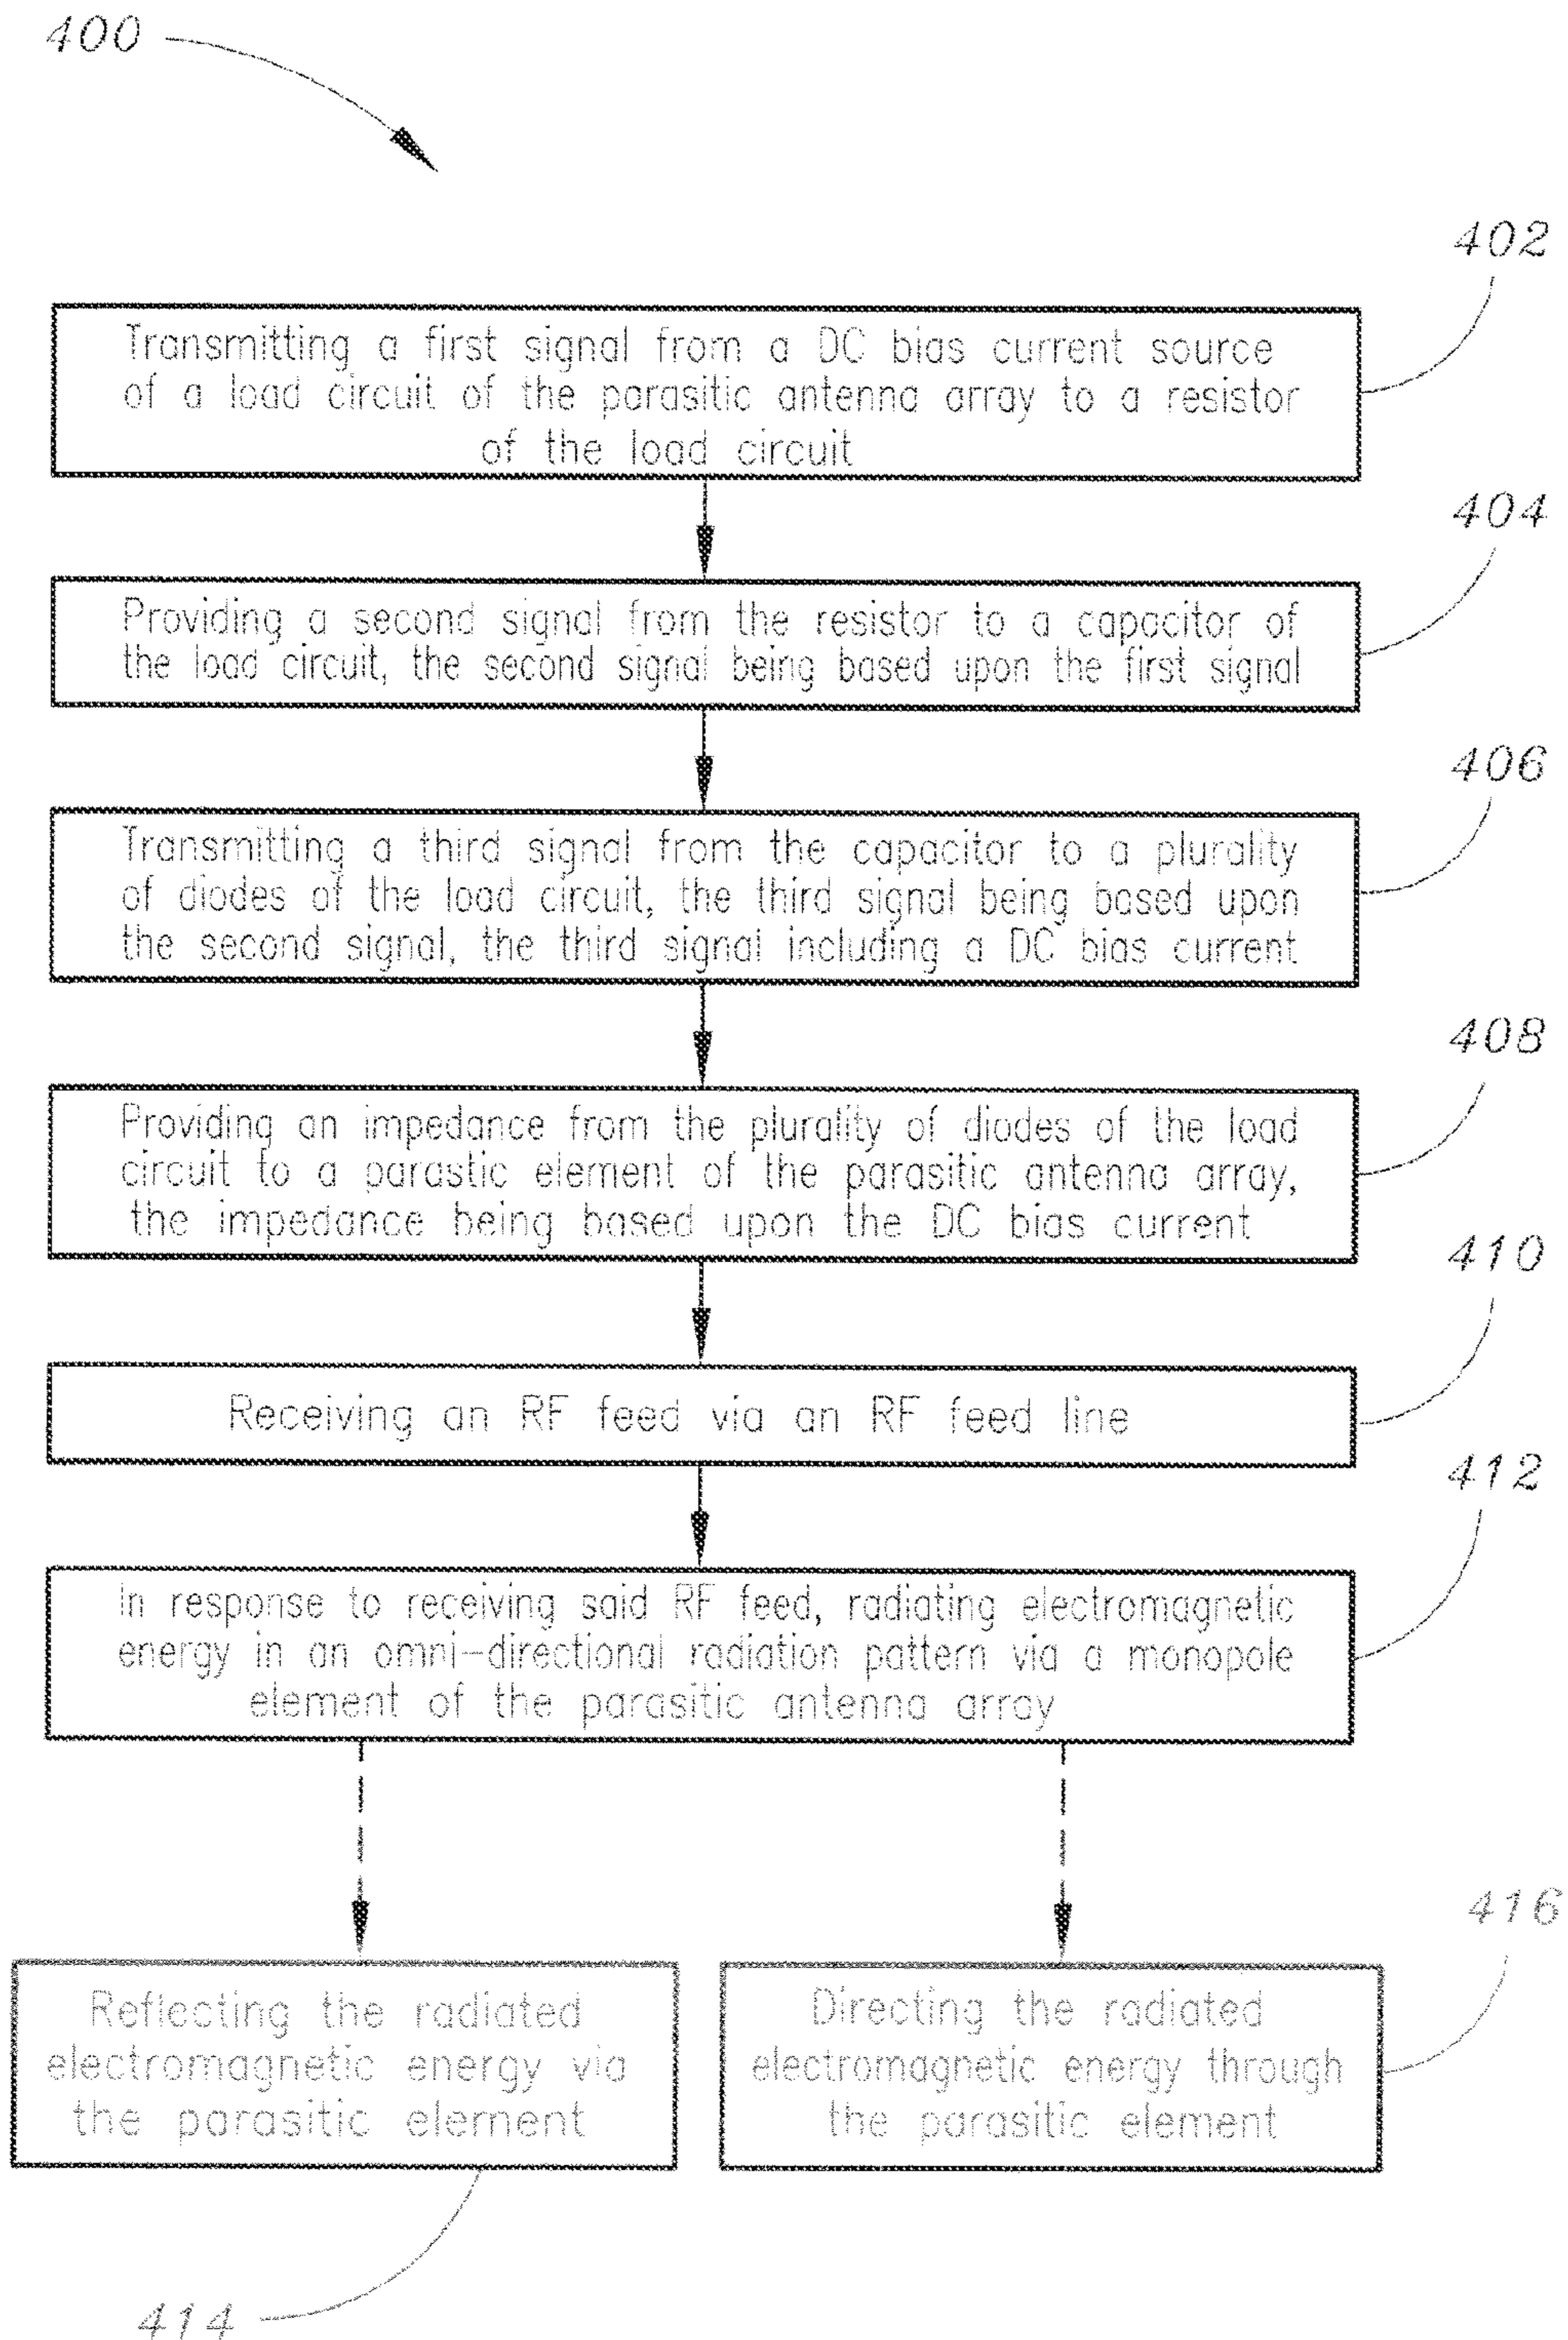 400
402
Transmitting a first signal from a DC bias current source
of a load circuit of the parasitic antenna array to a resistor
of the load circuit
404
Providing a second signal from the resistor to a capacitor of
the load circuit, the second signal being based upon the first signal
406
Transmitting a third signal from the capacitor to a plurality
of diodes of the load circuit, the third signal being based upon
the second signal, the third signal including a DC bias current
408
Providing an impedance from the plurality of diodes of the load
circuit to a parastic element of the parasitic antenna array,
the impedance being based upon the DC bias current
410
Receiving an RF feed via an RF feed line
412
In response to receiving said RF feed, radiating electromagnetic
energy in an omni-directional radiation pattern via a monopole
element of the parasitic antenna array
Reflecting the radiated
electromagnetic energy via
the parasitic element
414
416
Directing the radiated
electromagnetic energy through
the parasitic element